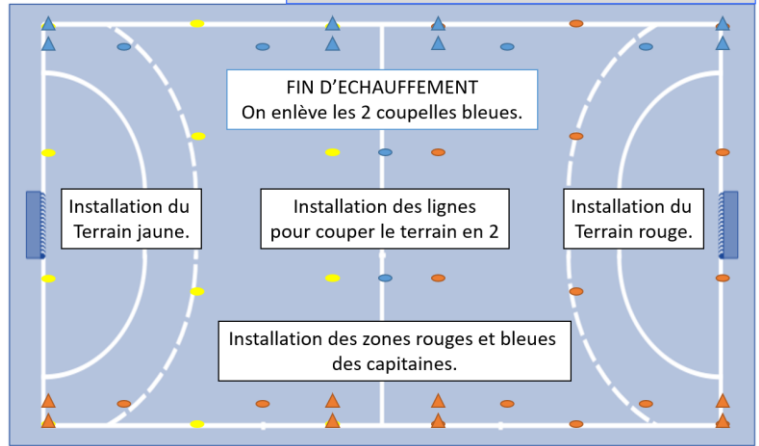 FIN D'ECHAUFFEMENT
On enlève les 2 coupelles bleues.
Installation du
Terrain jaune.
Installation des lignes
pour couper le terrain en 2
Installation du
Terrain rouge.
Installation des zones rouges et bleues
des capitaines.